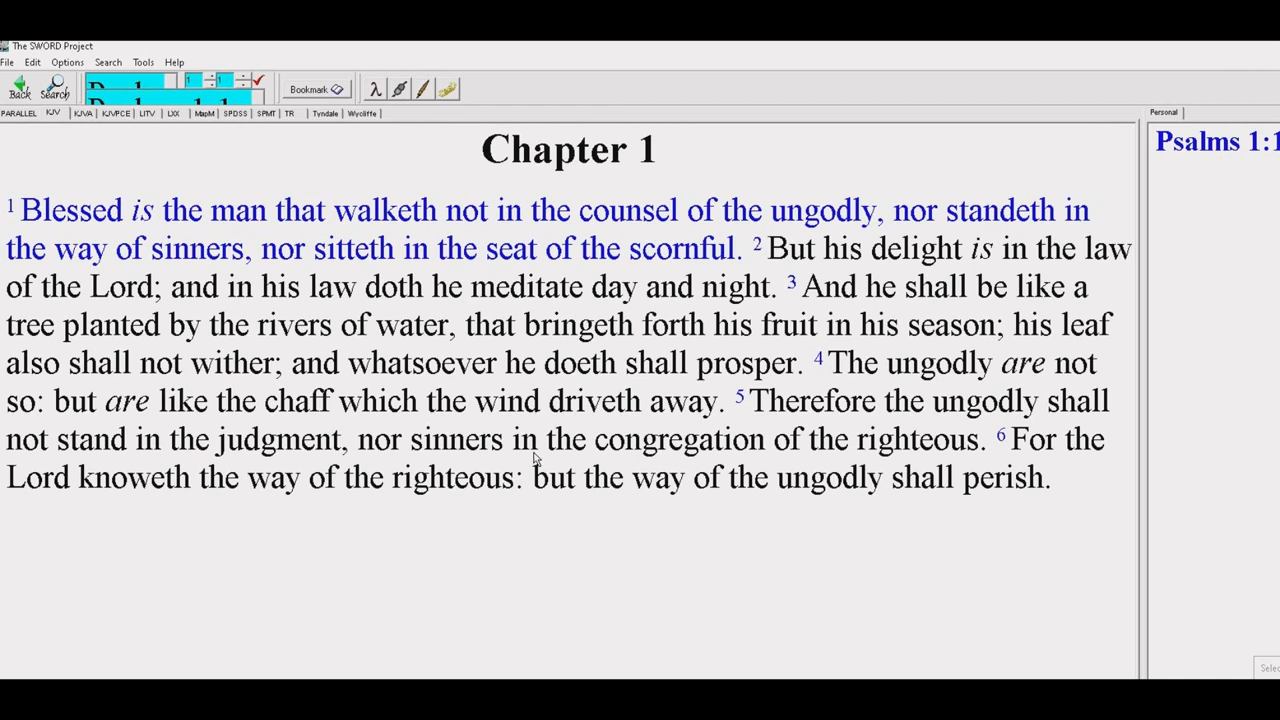 The SWORD Project
File Edit Options Search Tools Help
Back Search 1 1 Bookmark λ
PARALLEL KJV KJVA KJVPCE LITV LXX MapM SPDSS SPMT TR Tyndale Wycliffe
Personal
Psalms 1:1
Chapter 1
1 Blessed is the man that walketh not in the counsel of the ungodly, nor standeth in
the way of sinners, nor sitteth in the seat of the scornful. 2 But his delight is in the law
of the Lord; and in his law doth he meditate day and night. 3 And he shall be like a
tree planted by the rivers of water, that bringeth forth his fruit in his season; his leaf
also shall not wither; and whatsoever he doeth shall prosper. 4 The ungodly are not
so: but are like the chaff which the wind driveth away. 5 Therefore the ungodly shall
not stand in the judgment, nor sinners in the congregation of the righteous. 6 For the
Lord knoweth the way of the righteous: but the way of the ungodly shall perish.